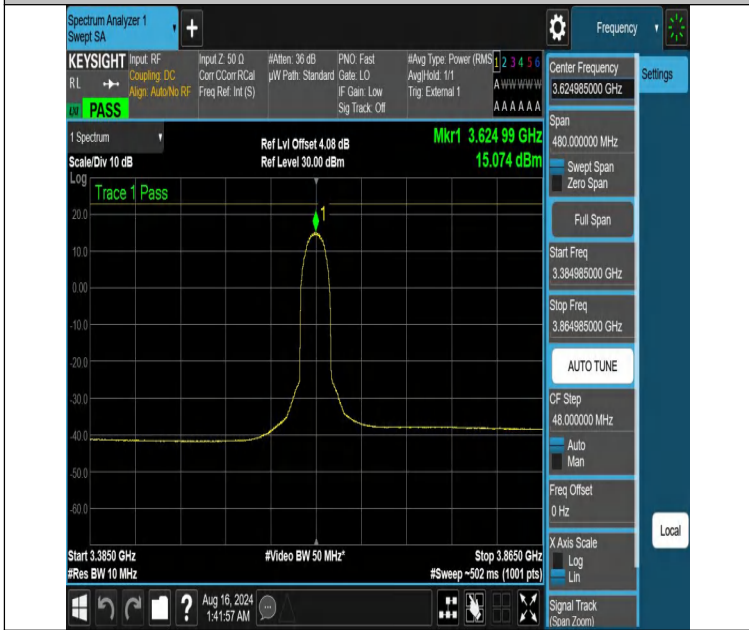 Spectrum Analyzer 1
Swept SA
+
Frequency
KEYSIGHT
RL
PASS
Input: RF
Coupling: DC
Align: Auto/No RF
Input Z: 50 Ω
Corr CCorr RCal
Freq Ref: Int (S)
#Atten: 36 dB
µW Path: Standard
PNO: Fast
Gate: LO
IF Gain: Low
Sig Track: Off
#Avg Type: Power (RMS
Avg|Hold: 1/1
Trig: External 1
1 2 3 4 5 6
A W W W W W
A A A A A A
1 Spectrum
Scale/Div 10 dB
Ref Lvl Offset 4.08 dB
Ref Level 30.00 dBm
Mkr1 3.624 99 GHz
15.074 dBm
Log
Trace 1 Pass
1
20.0
10.0
0.00
-10.0
-20.0
-30.0
-40.0
-50.0
-60.0
Start 3.3850 GHz
#Res BW 10 MHz
#Video BW 50 MHz*
Stop 3.8650 GHz
#Sweep ~502 ms (1001 pts)
Center Frequency
3.624985000 GHz
Settings
Span
480.000000 MHz
Swept Span
Zero Span
Full Span
Start Freq
3.384985000 GHz
Stop Freq
3.864985000 GHz
AUTO TUNE
CF Step
48.000000 MHz
Auto
Man
Freq Offset
0 Hz
X Axis Scale
Log
Lin
Signal Track
(Span Zoom)
Local
?
Aug 16, 2024
1:41:57 AM